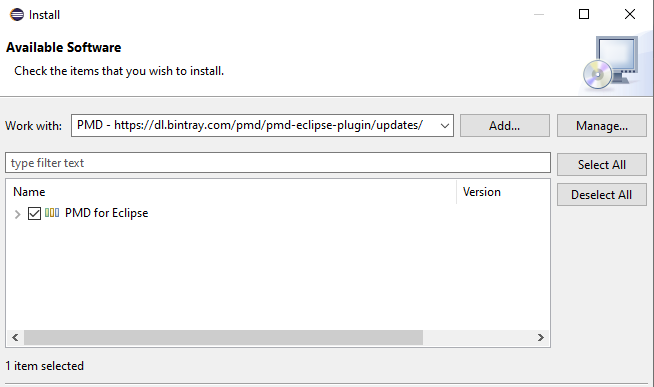 Install
Available Software
Check the items that you wish to install.
Work with: PMD - https://dl.bintray.com/pmd/pmd-eclipse-plugin/updates/ Add... Manage...
type filter text Select All
Name Version Deselect All
PMD for Eclipse
1 item selected